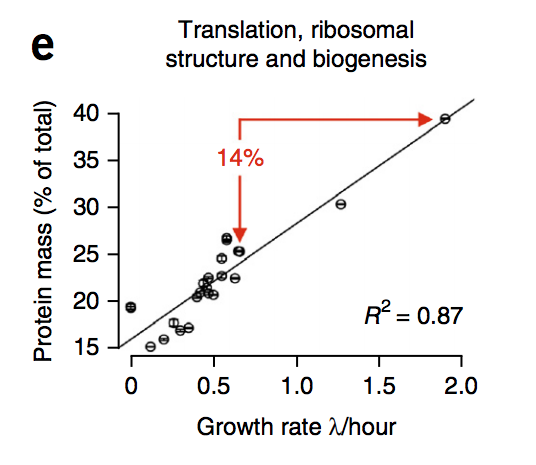 e
Translation, ribosomal
structure and biogenesis
Protein mass (% of total)
40
35
30
25
20
15
14%
R² = 0.87
0 0.5 1.0 1.5 2.0
Growth rate λ/hour